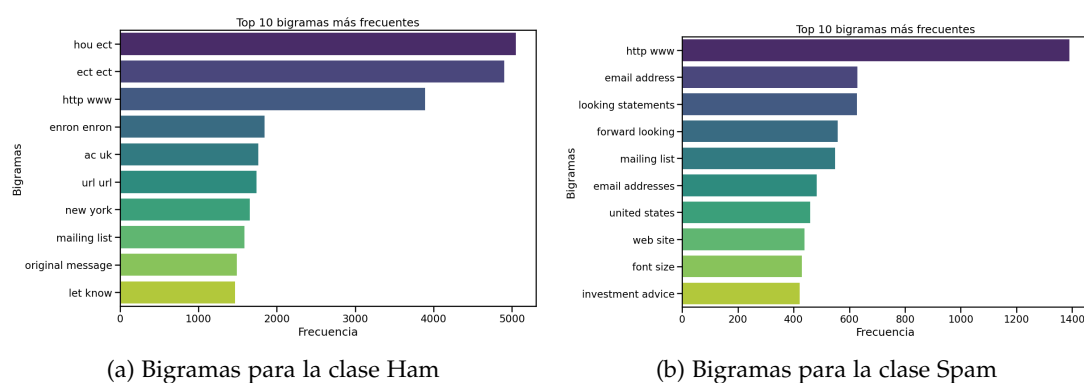 Top 10 bigramas más frecuentes
Bigramas
hou ect
ect ect
http www
enron enron
ac uk
url url
new york
mailing list
original message
let know
0 1000 2000 3000 4000 5000
Frecuencia
(a) Bigramas para la clase Ham
Top 10 bigramas más frecuentes
Bigramas
http www
email address
looking statements
forward looking
mailing list
email addresses
united states
web site
font size
investment advice
0 200 400 600 800 1000 1200 1400
Frecuencia
(b) Bigramas para la clase Spam